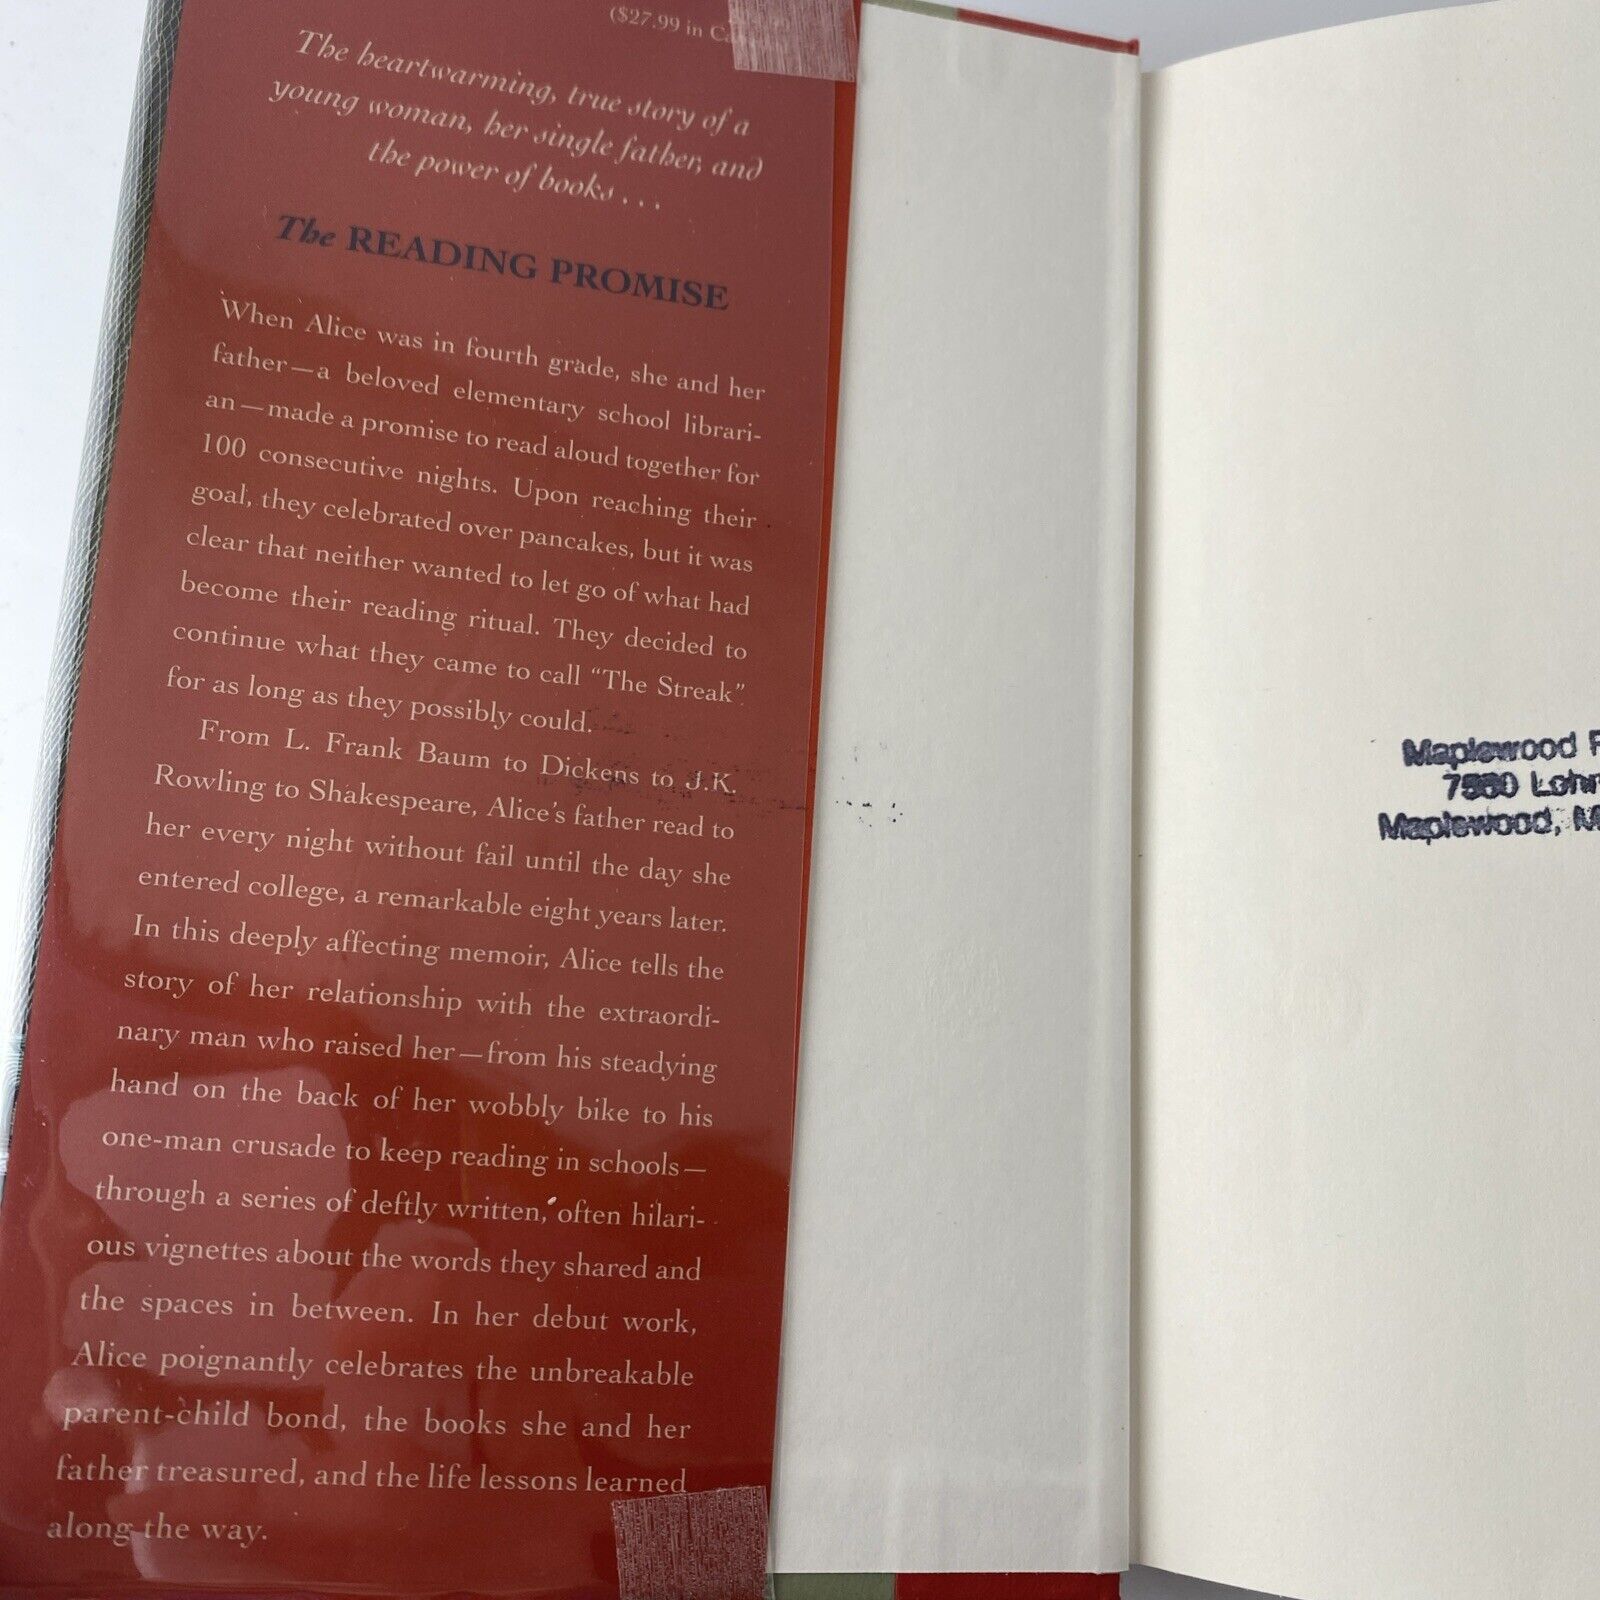 ($27.99 in
The heartwarming, true story of a
young woman, her single father, and
the power of books . . .
The READING PROMISE
When Alice was in fourth grade, she and her
father—a beloved elementary school librari-
an—made a promise to read aloud together for
100 consecutive nights. Upon reaching their
goal, they celebrated over pancakes, but it was
clear that neither wanted to let go of what had
become their reading ritual. They decided to
continue what they came to call “The Streak”
for as long as they possibly could.
From L. Frank Baum to Dickens to J.K.
Rowling to Shakespeare, Alice’s father read to
her every night without fail until the day she
entered college, a remarkable eight years later.
In this deeply affecting memoir, Alice tells the
story of her relationship with the extraordi-
nary man who raised her—from his steadying
hand on the back of her wobbly bike to his
one-man crusade to keep reading in schools—
through a series of deftly written, often hilari-
ous vignettes about the words they shared and
the spaces in between. In her debut work,
Alice poignantly celebrates the unbreakable
parent-child bond, the books she and her
father treasured, and the life lessons learned
along the way.
Maplewood
Maplewood,